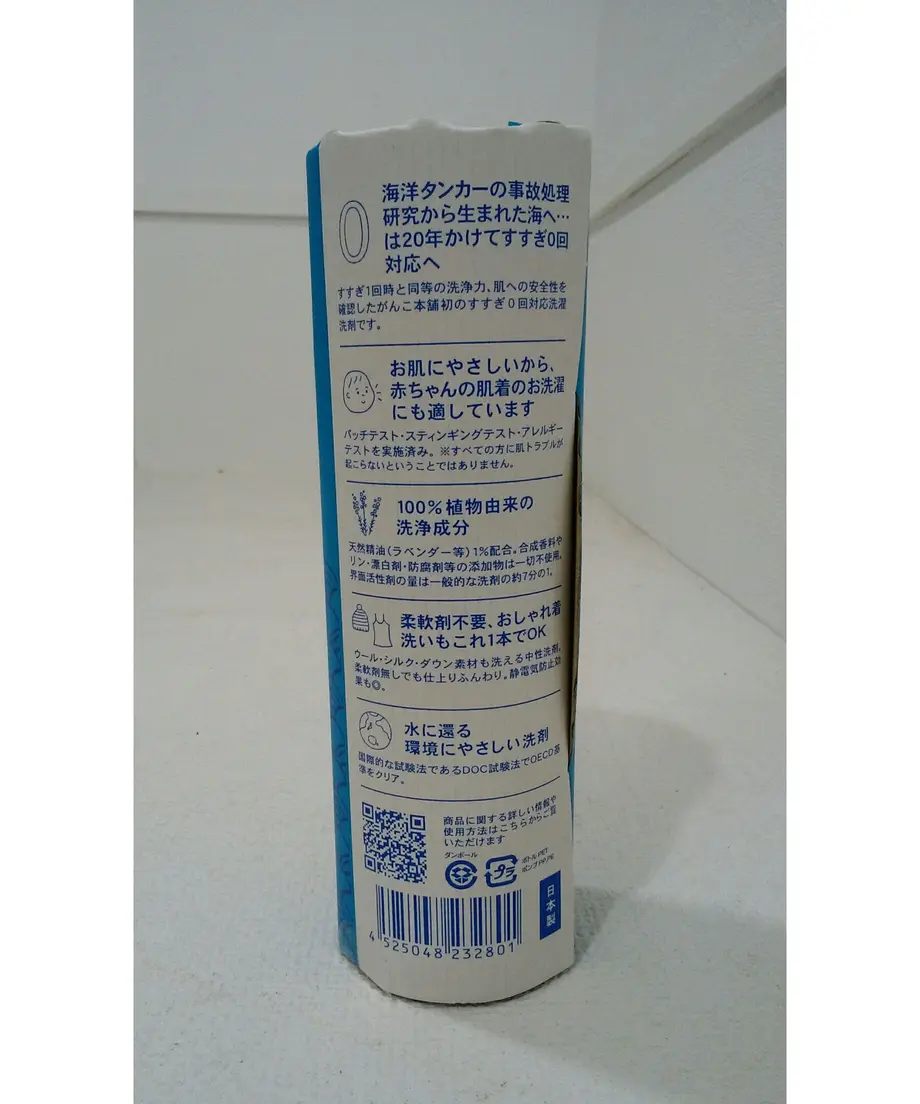 0
海洋タンカーの事故処理
研究から生まれた海へ…
は20年かけてすすぎ0回
対応へ
すすぎ1回時と同等の洗浄力、肌への安全性を
確認したがんこ本舗初のすすぎ0回対応洗濯
洗剤です。
お肌にやさしいから、
赤ちゃんの肌着のお洗濯
にも適しています
パッチテスト・スティンギングテスト・アレルギー
テストを実施済み。※すべての方に肌トラブルが
起こらないということではありません。
100%植物由来の
洗浄成分
天然精油(ラベンダー等)1%配合。合成香料や
リン・漂白剤・防腐剤等の添加物は一切不使用。
界面活性剤の量は一般的な洗剤の約7分の1。
柔軟剤不要、おしゃれ着
洗いもこれ1本でOK
ウール・シルク・ダウン素材も洗える中性洗剤。
柔軟剤無しでも仕上りふんわり。静電気防止効
果も◎。
水に還る
環境にやさしい洗剤
国際的な試験法であるDOC試験法でOECD基
準をクリア。
商品に関する詳しい情報や
使用方法はこちらからご覧
いただけます
ダンボール
プラ
ボトル:PET
ポンプ:PP,PE
日本製
4 525048 232801